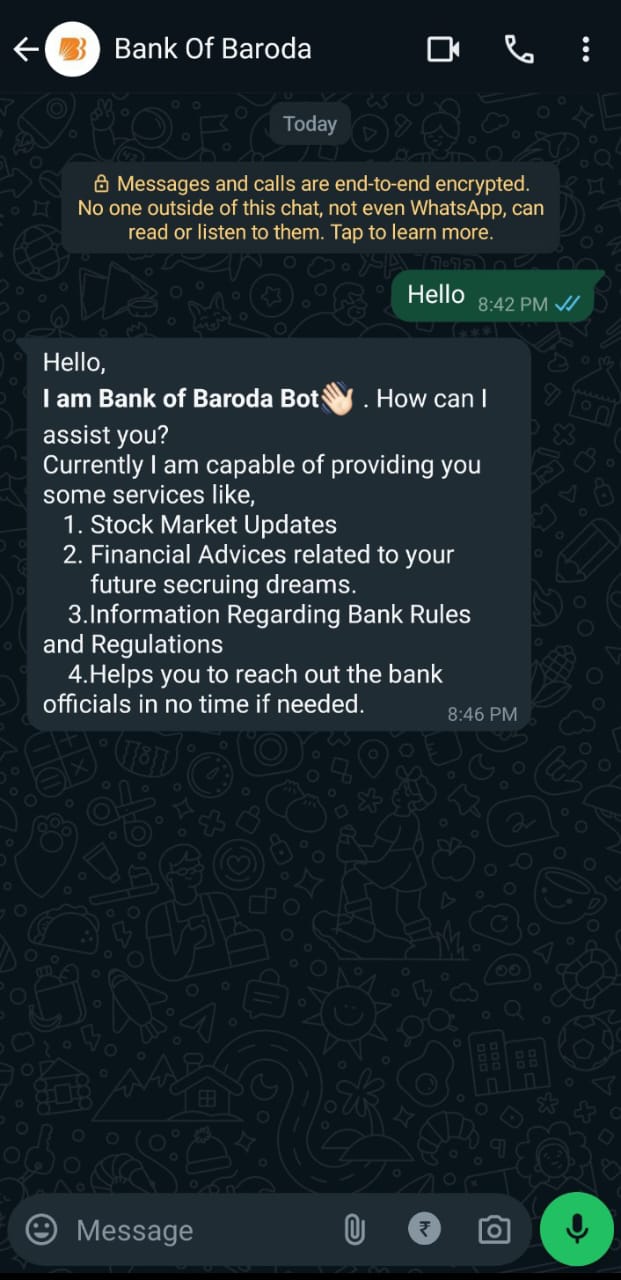 Bank Of Baroda
Today
Messages and calls are end-to-end encrypted.
No one outside of this chat, not even WhatsApp, can
read or listen to them. Tap to learn more.
Hello 8:42 PM
Hello,
I am Bank of Baroda Bot👋🏻 . How can I
assist you?
Currently I am capable of providing you
some services like,
1. Stock Market Updates
2. Financial Advices related to your
future secruing dreams.
3.Information Regarding Bank Rules
and Regulations
4.Helps you to reach out the bank
officials in no time if needed.
8:46 PM
Message
₹